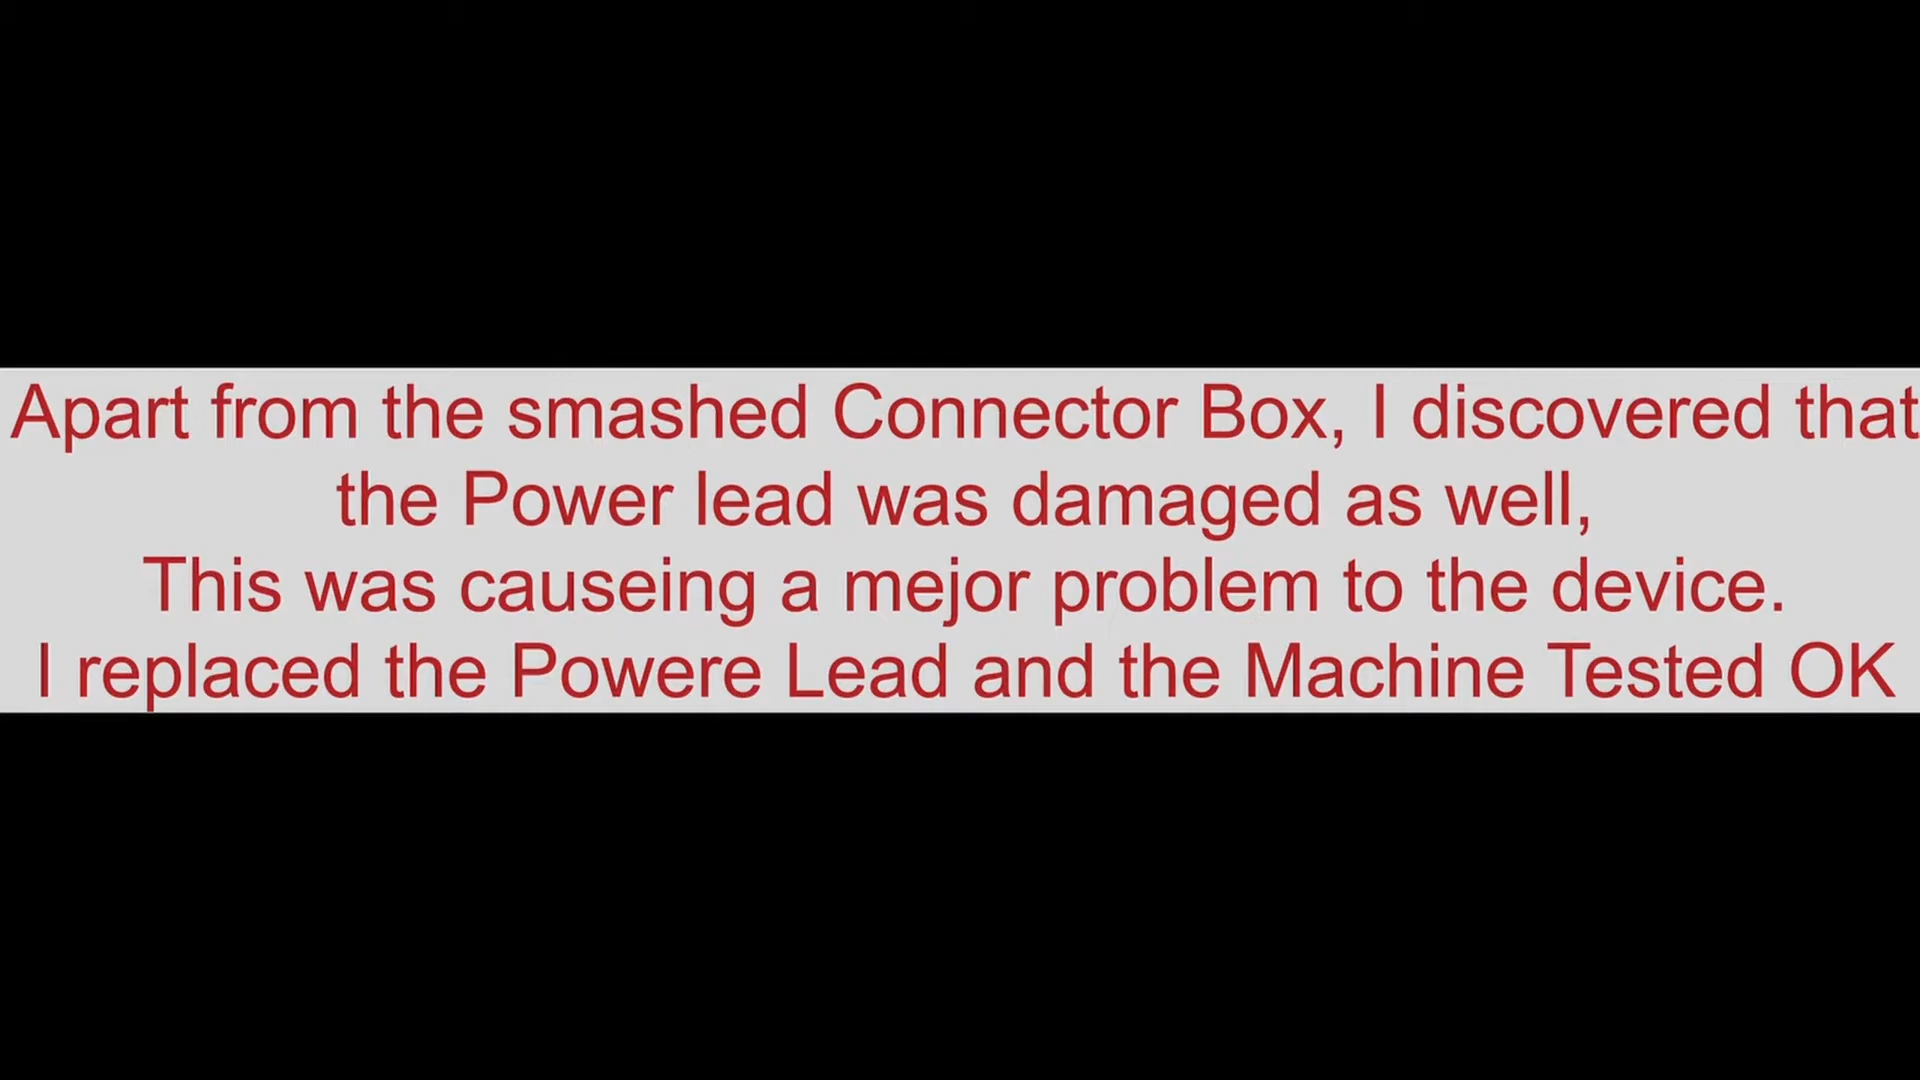 Apart from the smashed Connector Box, I discovered that
the Power lead was damaged as well,
This was causeing a mejor problem to the device.
I replaced the Powere Lead and the Machine Tested OK